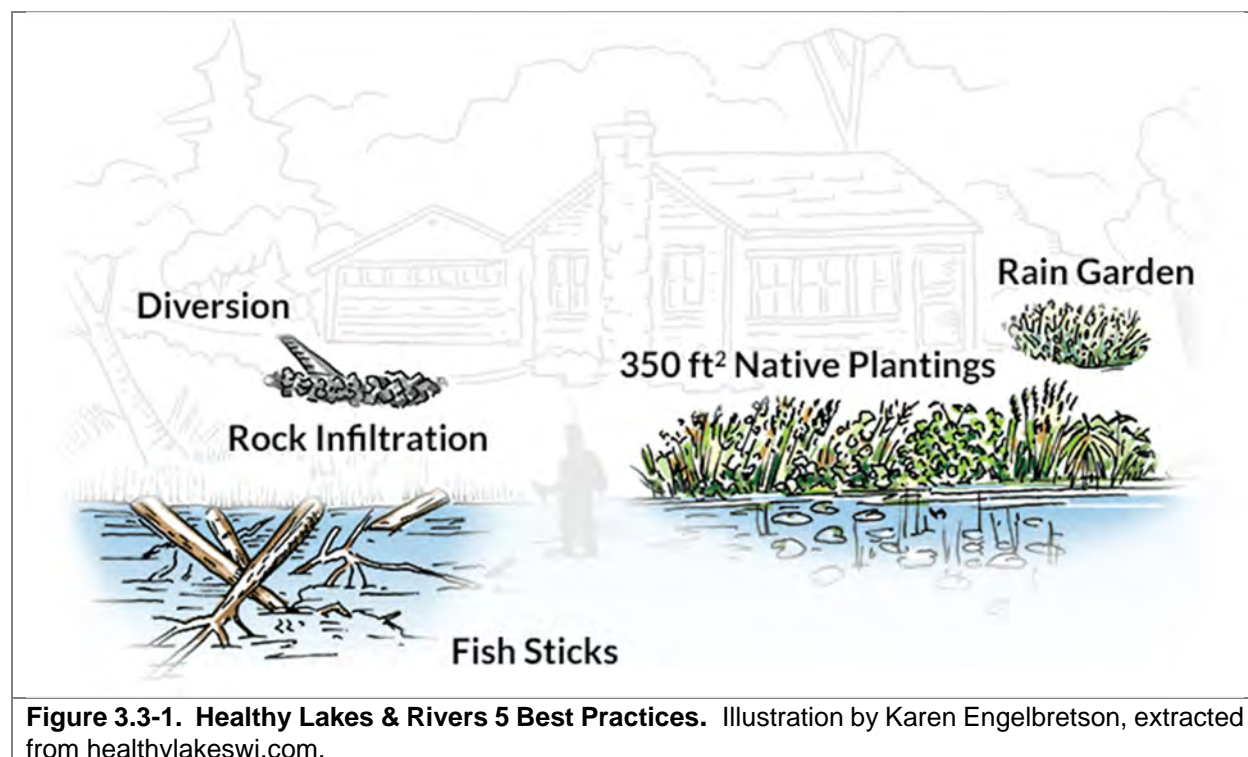 Rain Garden
Diversion
350 ft² Native Plantings
Rock Infiltration
Fish Sticks
Figure 3.3-1. Healthy Lakes & Rivers 5 Best Practices. Illustration by Karen Engelbretson, extracted
from healthylakeswi.com.